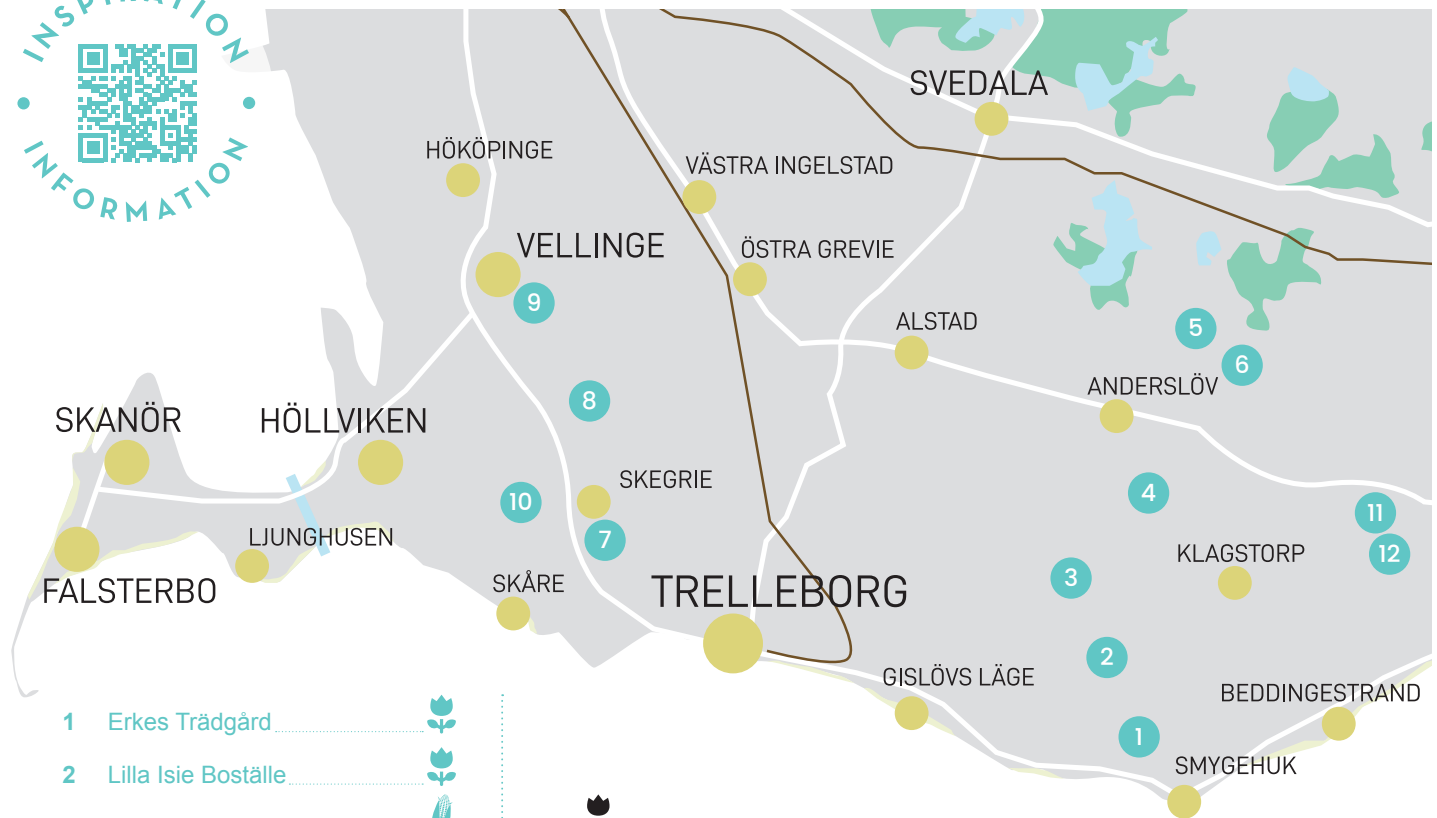 INSPIRATION
INFORMATION
SVEDALA
HÖKÖPINGE
VÄSTRA INGELSTAD
VELLINGE
ÖSTRA GREVIE
9
ALSTAD
5
6
ANDERSLÖV
8
SKANÖR
HÖLLVIKEN
SKEGRIE
4
10
11
LJUNGHUSEN
7
KLAGSTORP
12
FALSTERBO
SKÅRE
TRELLEBORG
3
2
GISLÖVS LÄGE
BEDDINGESTRAND
1
SMYGEHUK
1 Erkes Trädgård
2 Lilla Isie Boställe